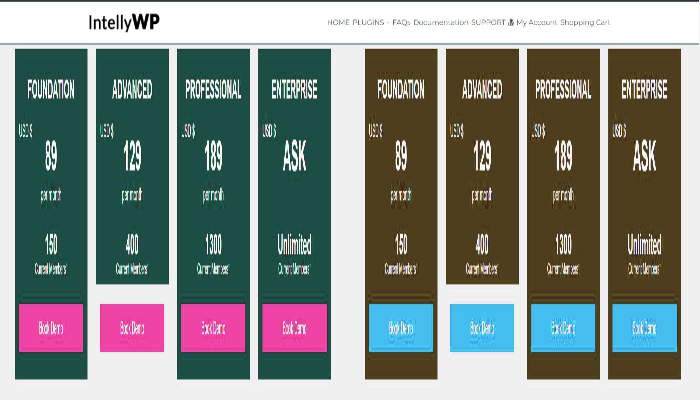 IntellyWP
HOME PLUGINS FAQs Documentation SUPPORT My Account Shopping Cart
FOUNDATION
USD $
89
per month
150
Current Members*
Book Demo
ADVANCED
USD $
129
per month
400
Current Members*
Book Demo
PROFESSIONAL
USD $
189
per month
1300
Current Members*
Book Demo
ENTERPRISE
USD $
ASK
Unlimited
Current Members*
Book Demo
FOUNDATION
USD $
89
per month
150
Current Members*
Book Demo
ADVANCED
USD $
129
per month
400
Current Members*
Book Demo
PROFESSIONAL
USD $
189
per month
1300
Current Members*
Book Demo
ENTERPRISE
USD $
ASK
Unlimited
Current Members*
Book Demo